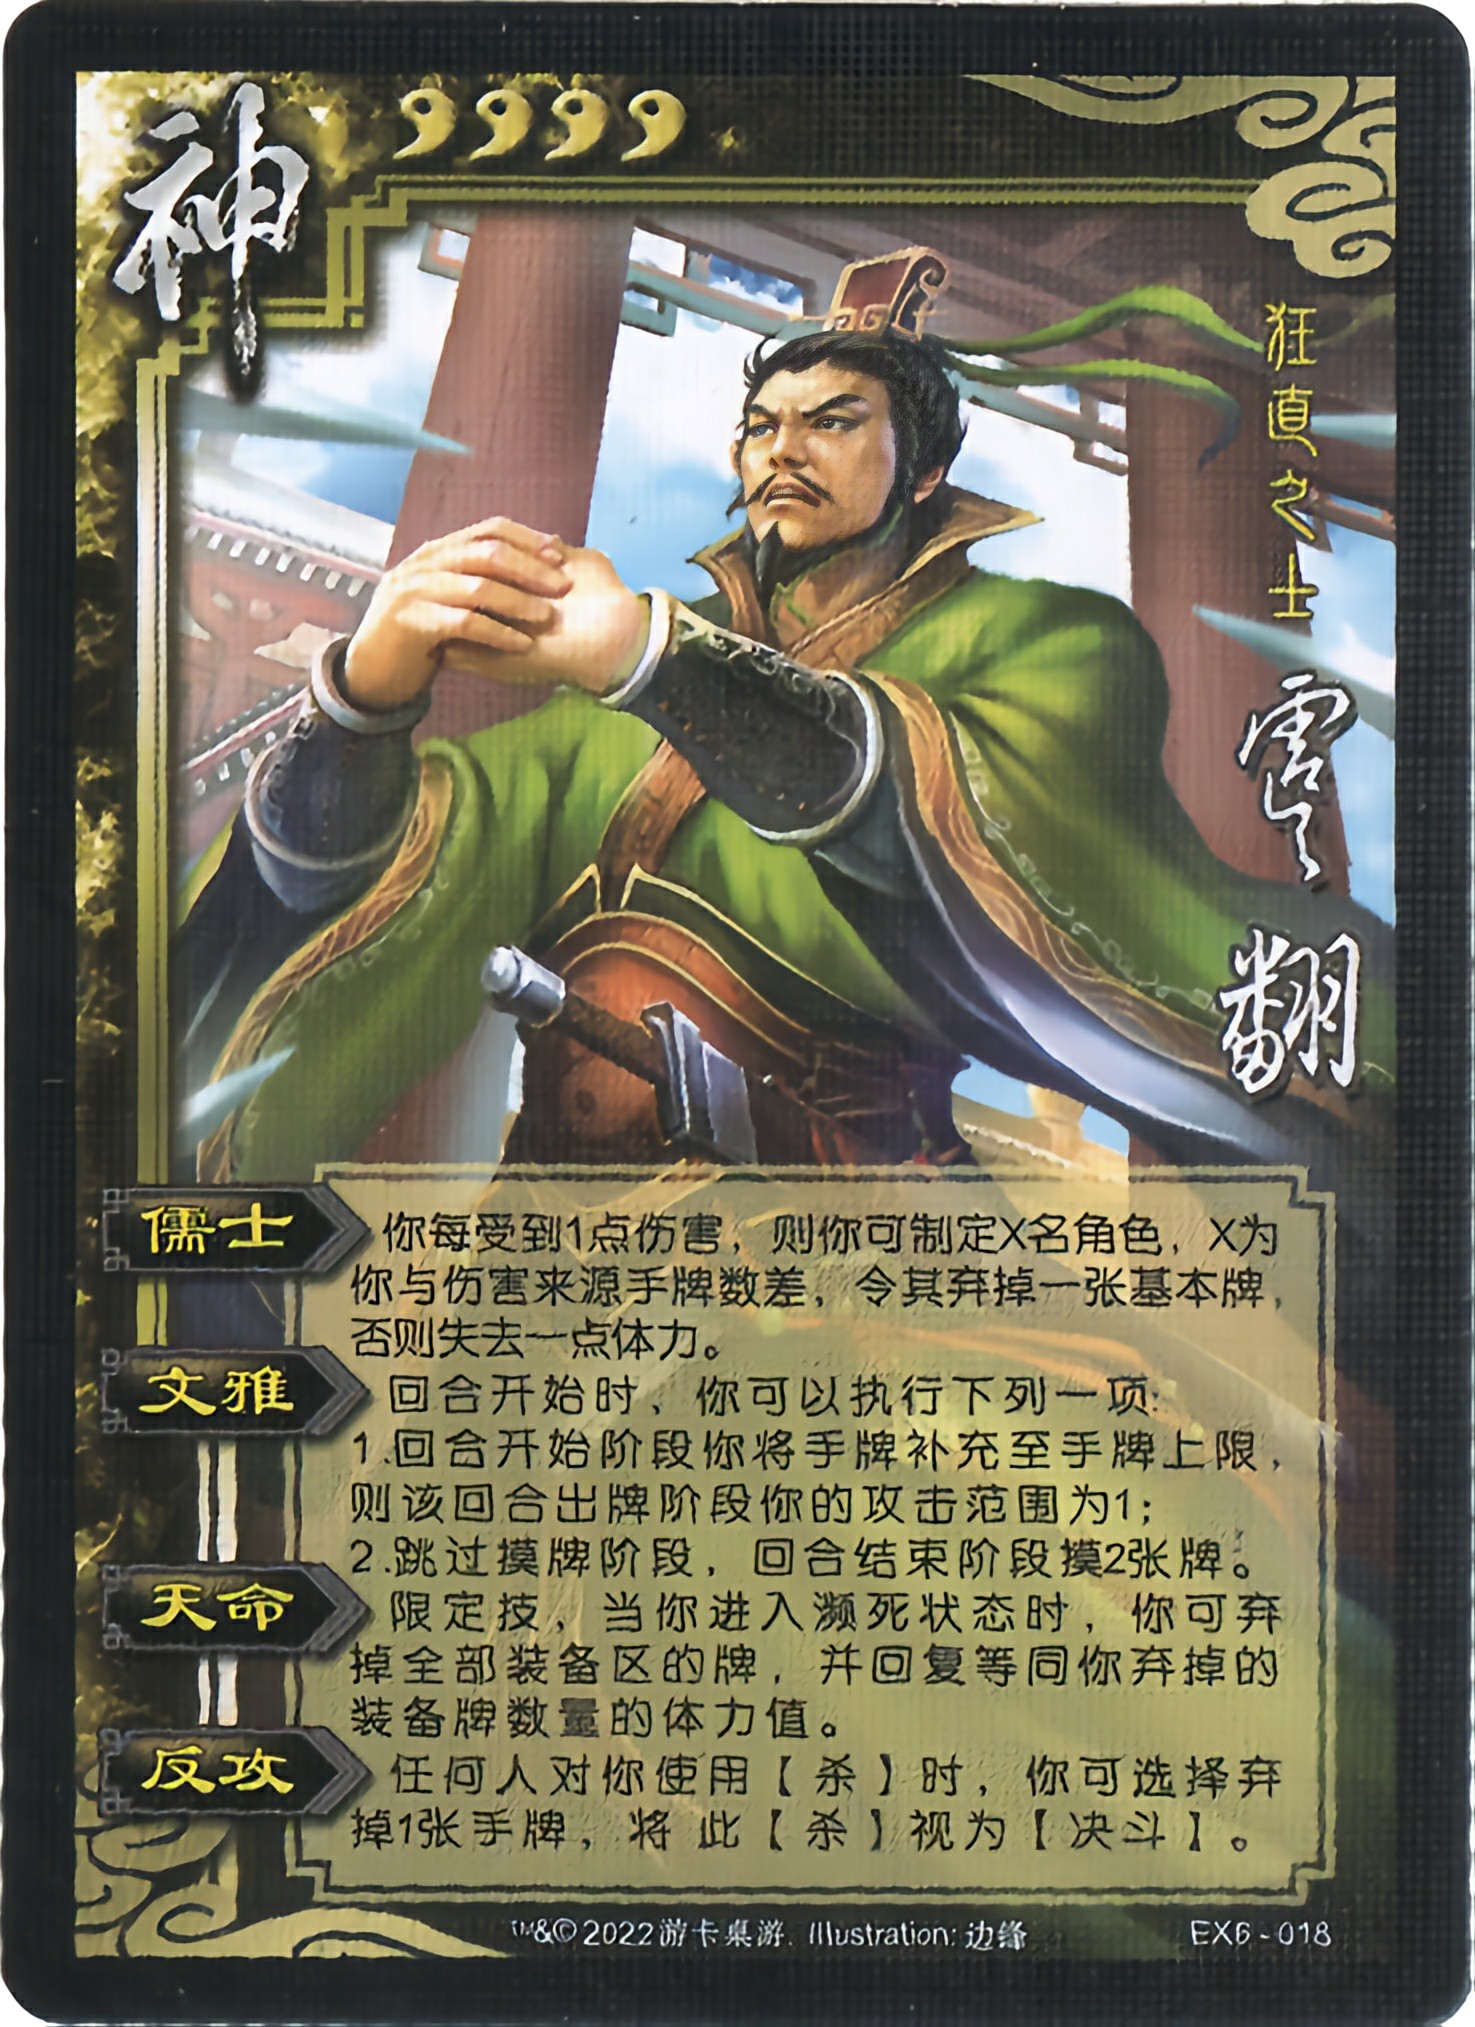 神
狂直之士
虞翻
儒士
你每受到1点伤害，则你可制定X名角色，X为
你与伤害来源手牌数差，令其弃掉一张基本牌，
否则失去一点体力。
文雅
回合开始时，你可以执行下列一项：
1.回合开始阶段你将手牌补充至手牌上限，
则该回合出牌阶段你的攻击范围为1；
2.跳过摸牌阶段，回合结束阶段摸2张牌。
天命
限定技，当你进入濒死状态时，你可弃
掉全部装备区的牌，并回复等同你弃掉的
装备牌数量的体力值。
反攻
任何人对你使用【杀】时，你可选择弃
掉1张手牌，将此【杀】视为【决斗】。
™&©2022游卡桌游. Illustration:边锋
EX6-018